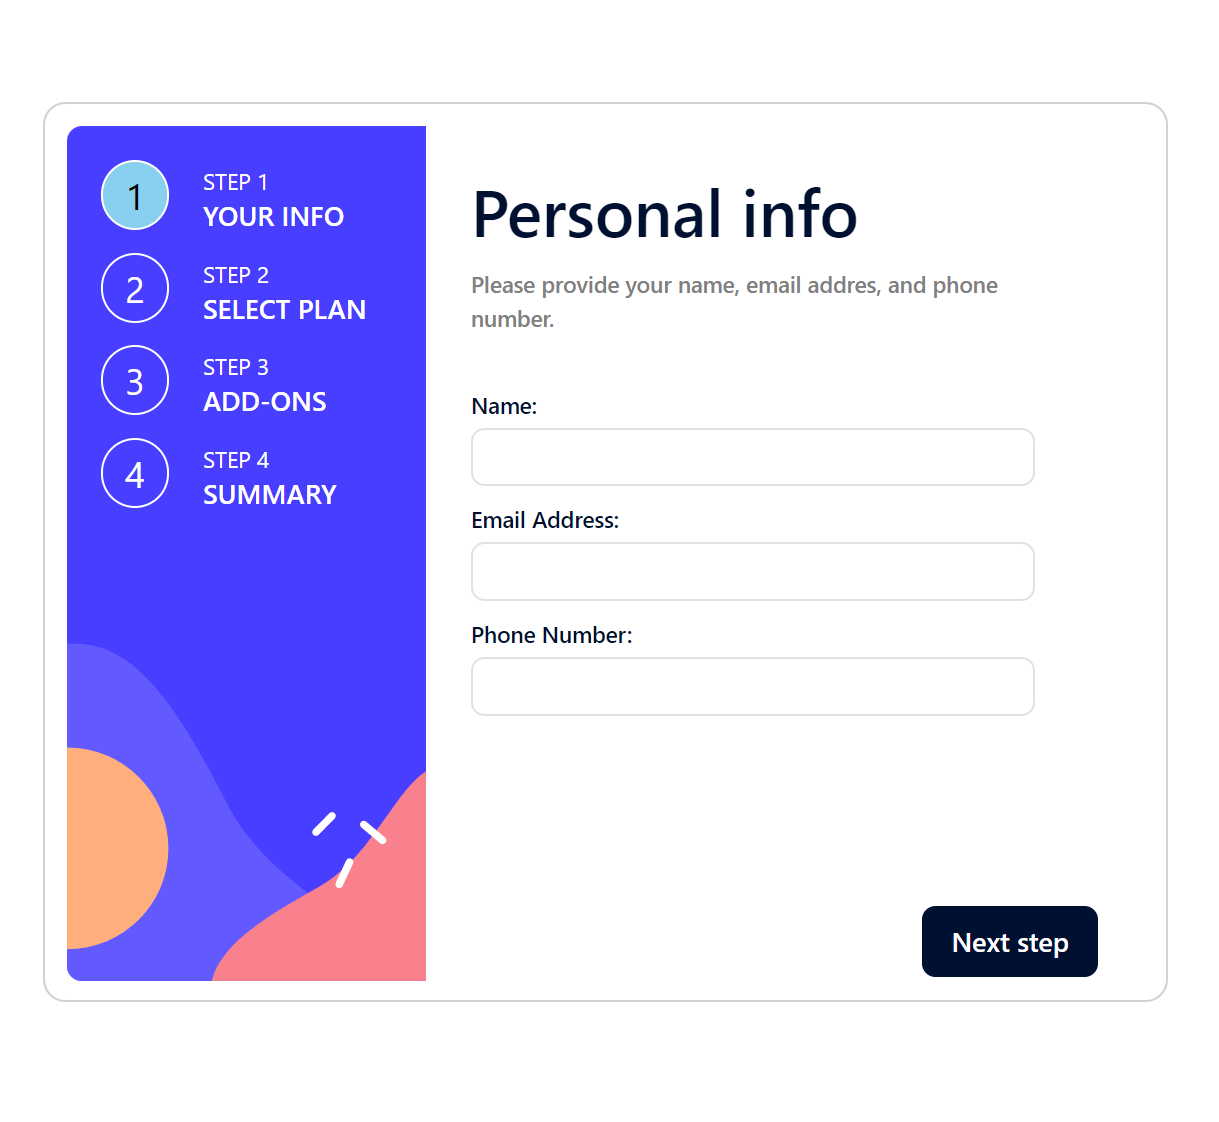 1
STEP 1
YOUR INFO
2
STEP 2
SELECT PLAN
3
STEP 3
ADD-ONS
4
STEP 4
SUMMARY
Personal info
Please provide your name, email addres, and phone
number.
Name:
Email Address:
Phone Number:
Next step